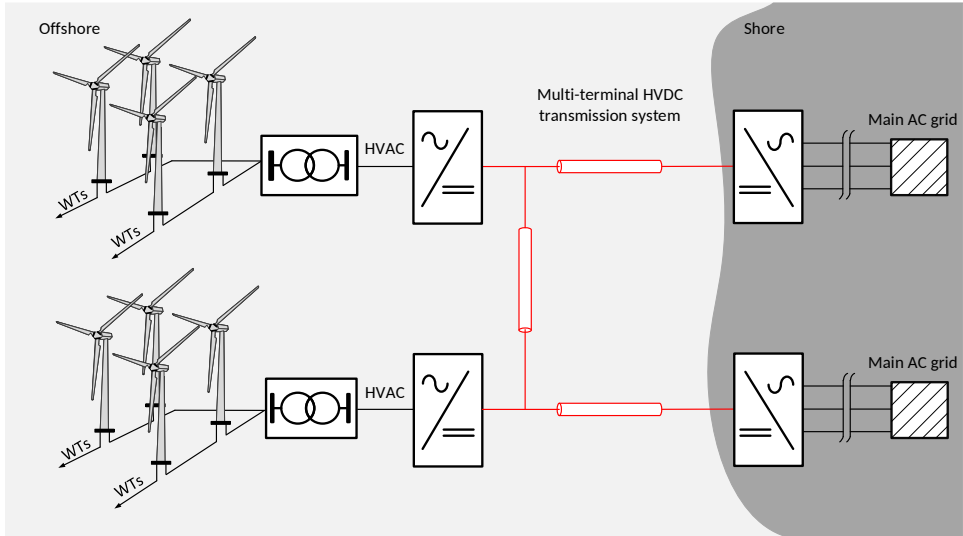 Offshore
Shore
Multi-terminal HVDC
transmission system
Main AC grid
HVAC
WTs
WTs
Main AC grid
HVAC
WTs
WTs